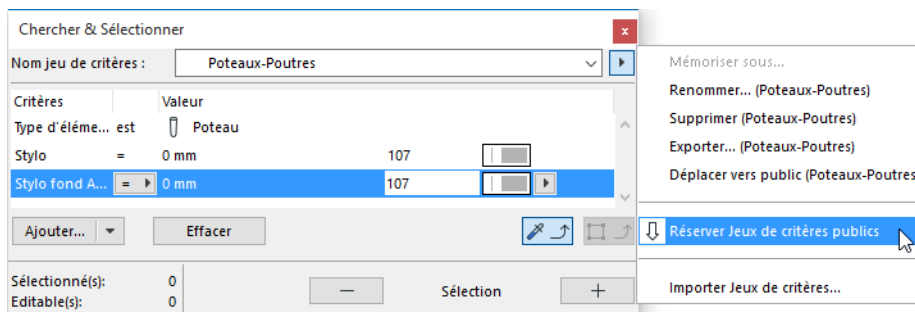 Chercher & Sélectionner
x
Nom jeu de critères :
Poteaux-Poutres
Critères Valeur
Type d'éléme... est Poteau
Stylo = 0 mm 107
Stylo fond A... = 0 mm 107
Ajouter... Effacer
Sélectionné(s): 0
Editable(s): 0
— Sélection +
Mémoriser sous...
Renommer... (Poteaux-Poutres)
Supprimer (Poteaux-Poutres)
Exporter... (Poteaux-Poutres)
Déplacer vers public (Poteaux-Poutres
Réserver Jeux de critères publics
Importer Jeux de critères...